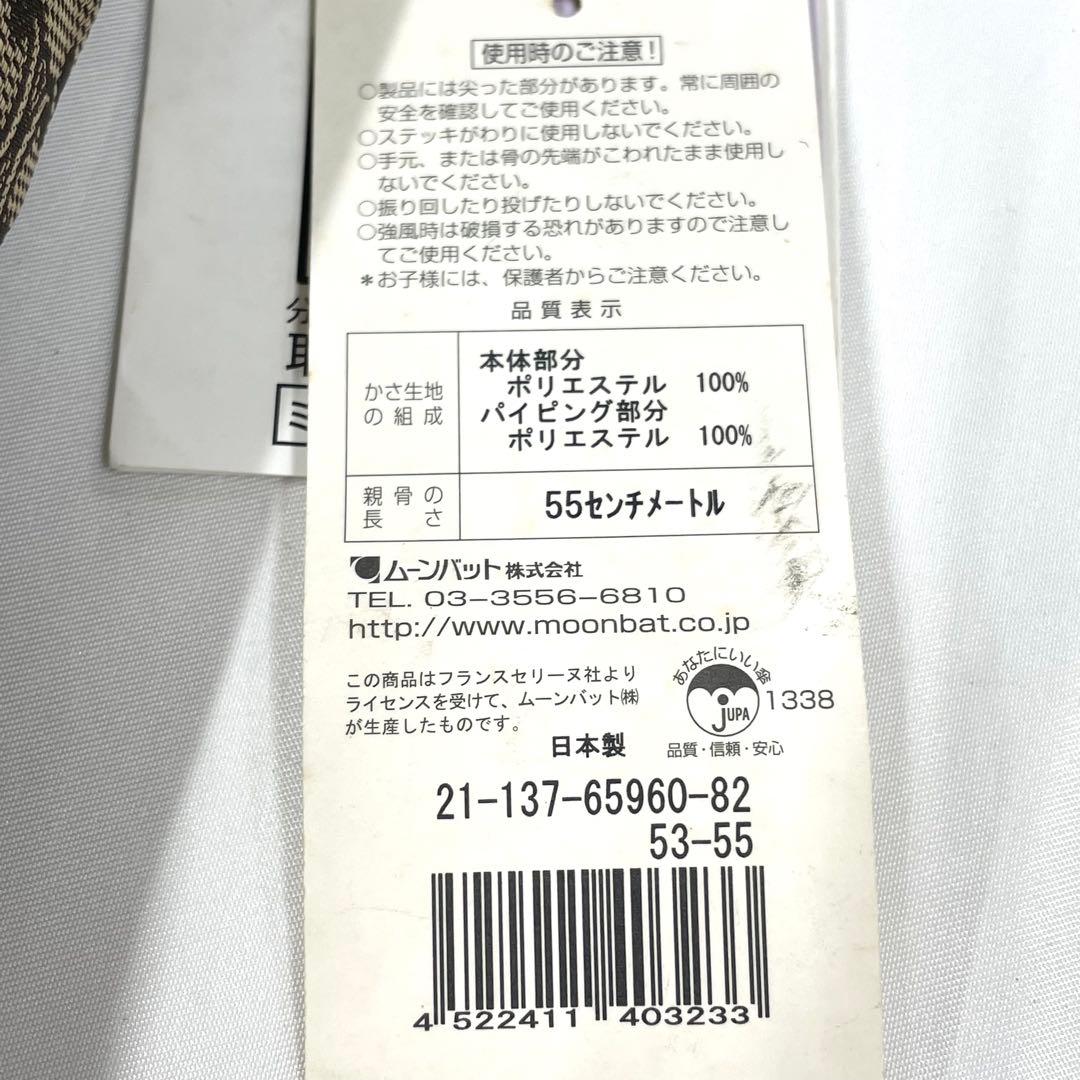 使用時のご注意！
○製品には尖った部分があります。常に周囲の
安全を確認してご使用ください。
○ステッキがわりに使用しないでください。
○手元、または骨の先端がこわれたまま使用し
ないでください。
○振り回したり投げたりしないでください。
○強風時は破損する恐れがありますので注意し
てご使用ください。
＊お子様には、保護者からご注意ください。
品質表示
かさ生地
の組成
本体部分
ポリエステル 100%
パイピング部分
ポリエステル 100%
親骨の
長さ
55センチメートル
ムーンバット株式会社
TEL. 03-3556-6810
http://www.moonbat.co.jp
この商品はフランスセリーヌ社より
ライセンスを受けて、ムーンバット㈱
が生産したものです。
あなたにいい傘
JUPA
1338
品質・信頼・安心
日本製
21-137-65960-82
53-55
4 522411 403233